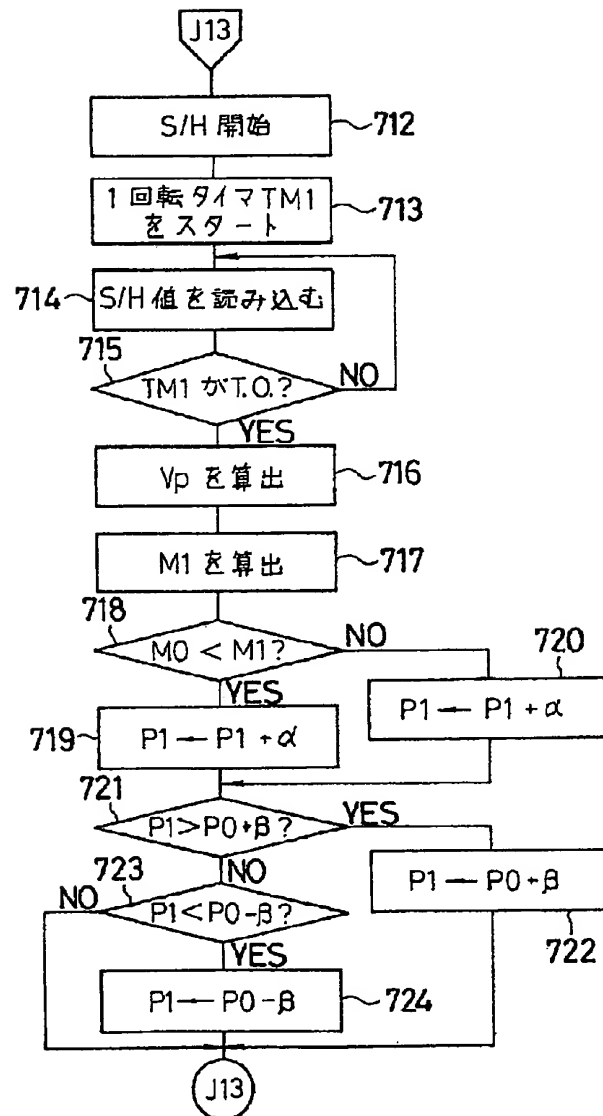 J13
S/H 開始
712
1 回転タイマ TM1
をスタート
713
714
S/H 値を読み込む
715
TM1 がT.O.?
NO
YES
Vp を算出
716
M1 を算出
717
718
M0 < M1?
NO
YES
720
719
P1 ← P1 + α
P1 ← P1 + α
721
P1>P0+β?
YES
NO
723
P1 ← P0+β
722
NO
P1<P0-β?
YES
P1 ← P0-β
724
J13